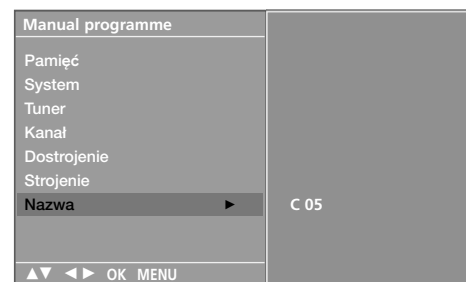 Manual programme
Pamięć
System
Tuner
Kanał
Dostrojenie
Strojenie
Nazwa ► C 05
▲▼ ◄► OK MENU